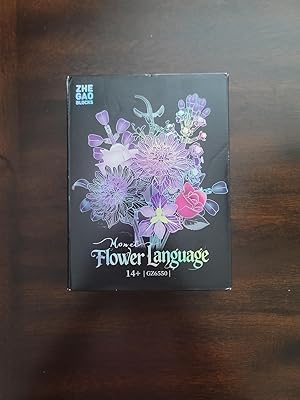 ZHE
GAO
BLOCKS
Monet
Flower Language
14+ | GZ6550 |